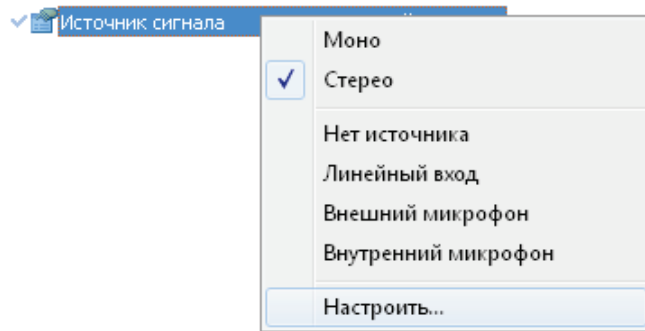 Источник сигнала
Моно
Стерео
Нет источника
Линейный вход
Внешний микрофон
Внутренний микрофон
Настроить...